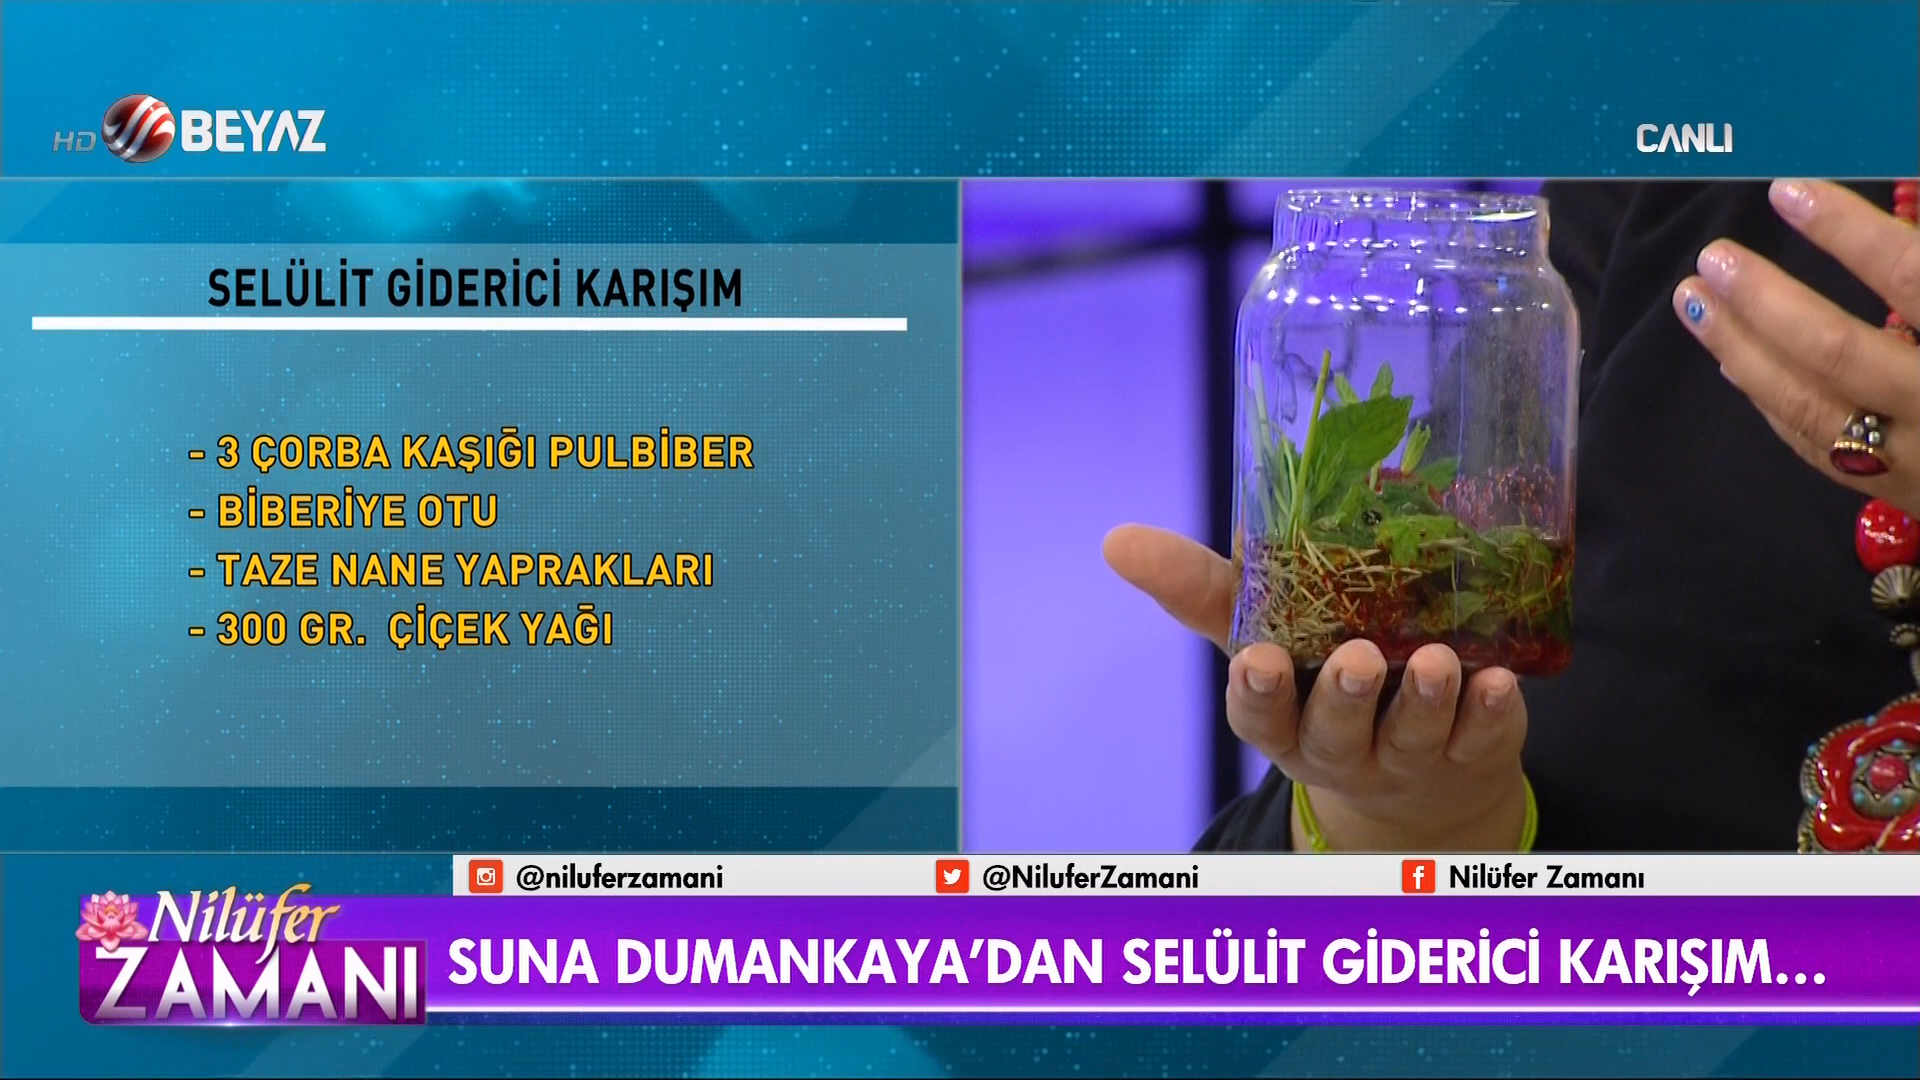 HD BEYAZ
CANLI
SELÜLİT GİDERİCİ KARIŞIM
- 3 ÇORBA KAŞIĞI PULBİBER
- BİBERİYE OTU
- TAZE NANE YAPRAKLARI
- 300 GR. ÇİÇEK YAĞI
@niluferzamani
@NiluferZamani
Nilüfer Zamanı
Nilüfer
ZAMANI
SUNA DUMANKAYA’DAN SELÜLİT GİDERİCİ KARIŞIM...